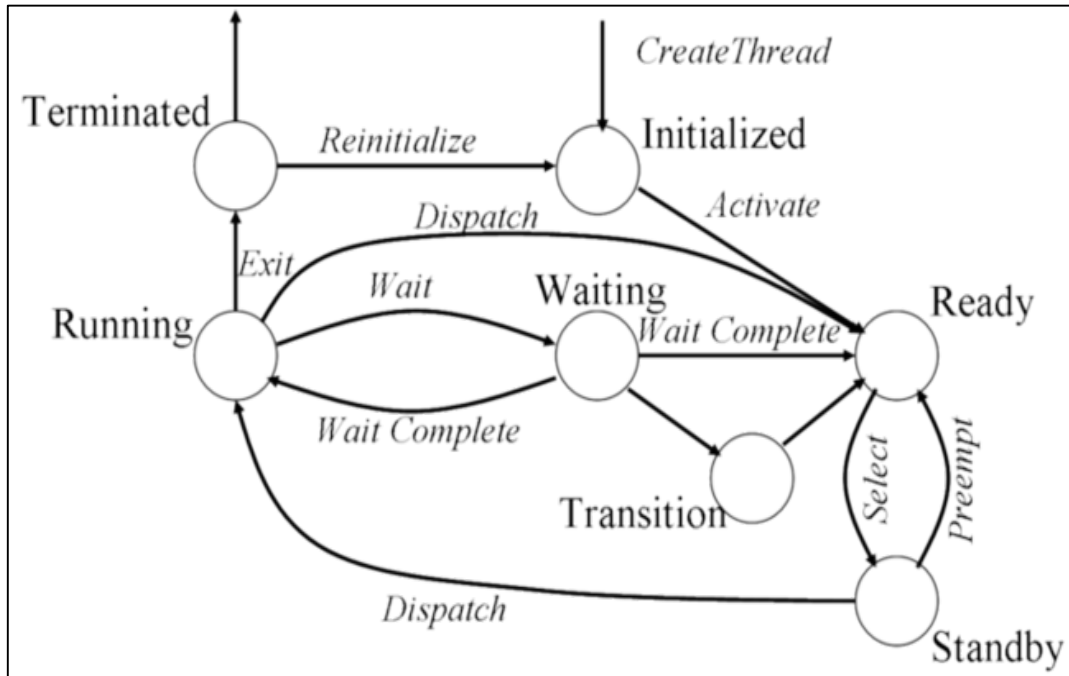 CreateThread
Terminated
Initialized
Reinitialize
Activate
Dispatch
Exit
Wait
Waiting
Ready
Running
Wait Complete
Wait Complete
Select
Preempt
Transition
Dispatch
Standby